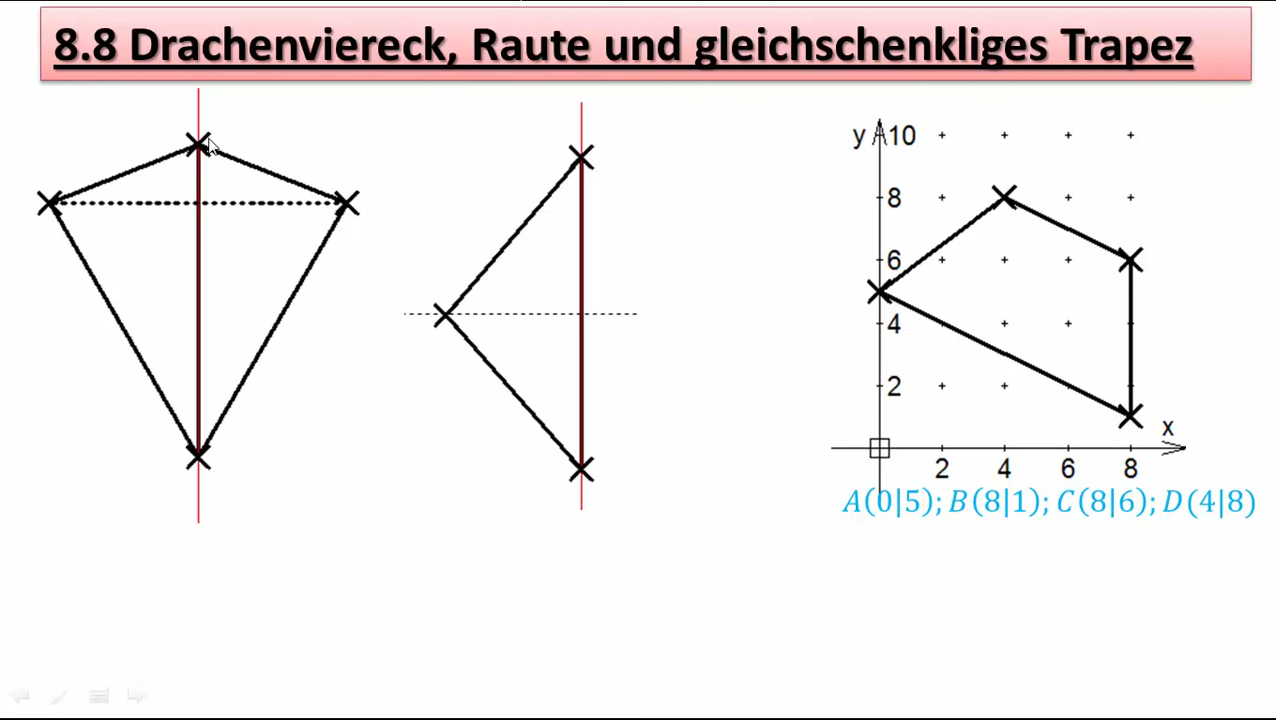 8.8 Drachenviereck, Raute und gleichschenkliges Trapez
y 10
8
6
4
2
x
2 4 6 8
A(0|5); B(8|1); C(8|6); D(4|8)